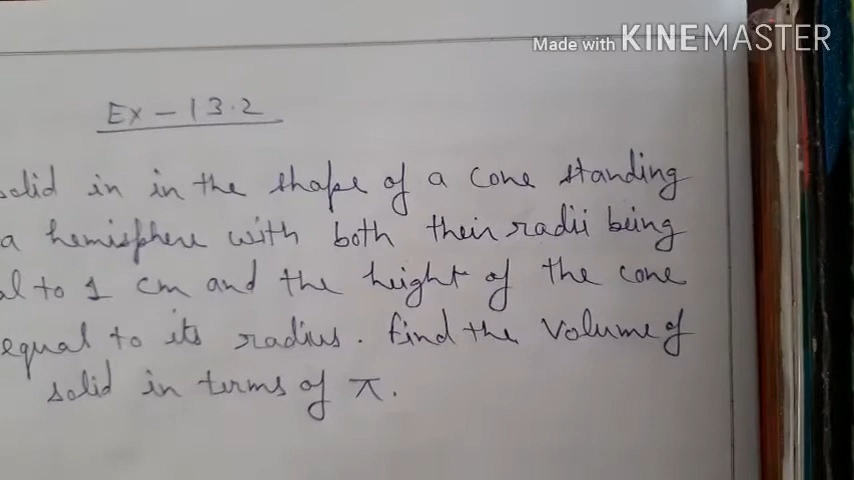 Made with KINEMASTER
Ex - 13.2
solid in in the shape of a cone standing
a hemisphere with both their radii being
to 1 cm and the height of the cone
equal to its radius. find the volume of
solid in terms of π.